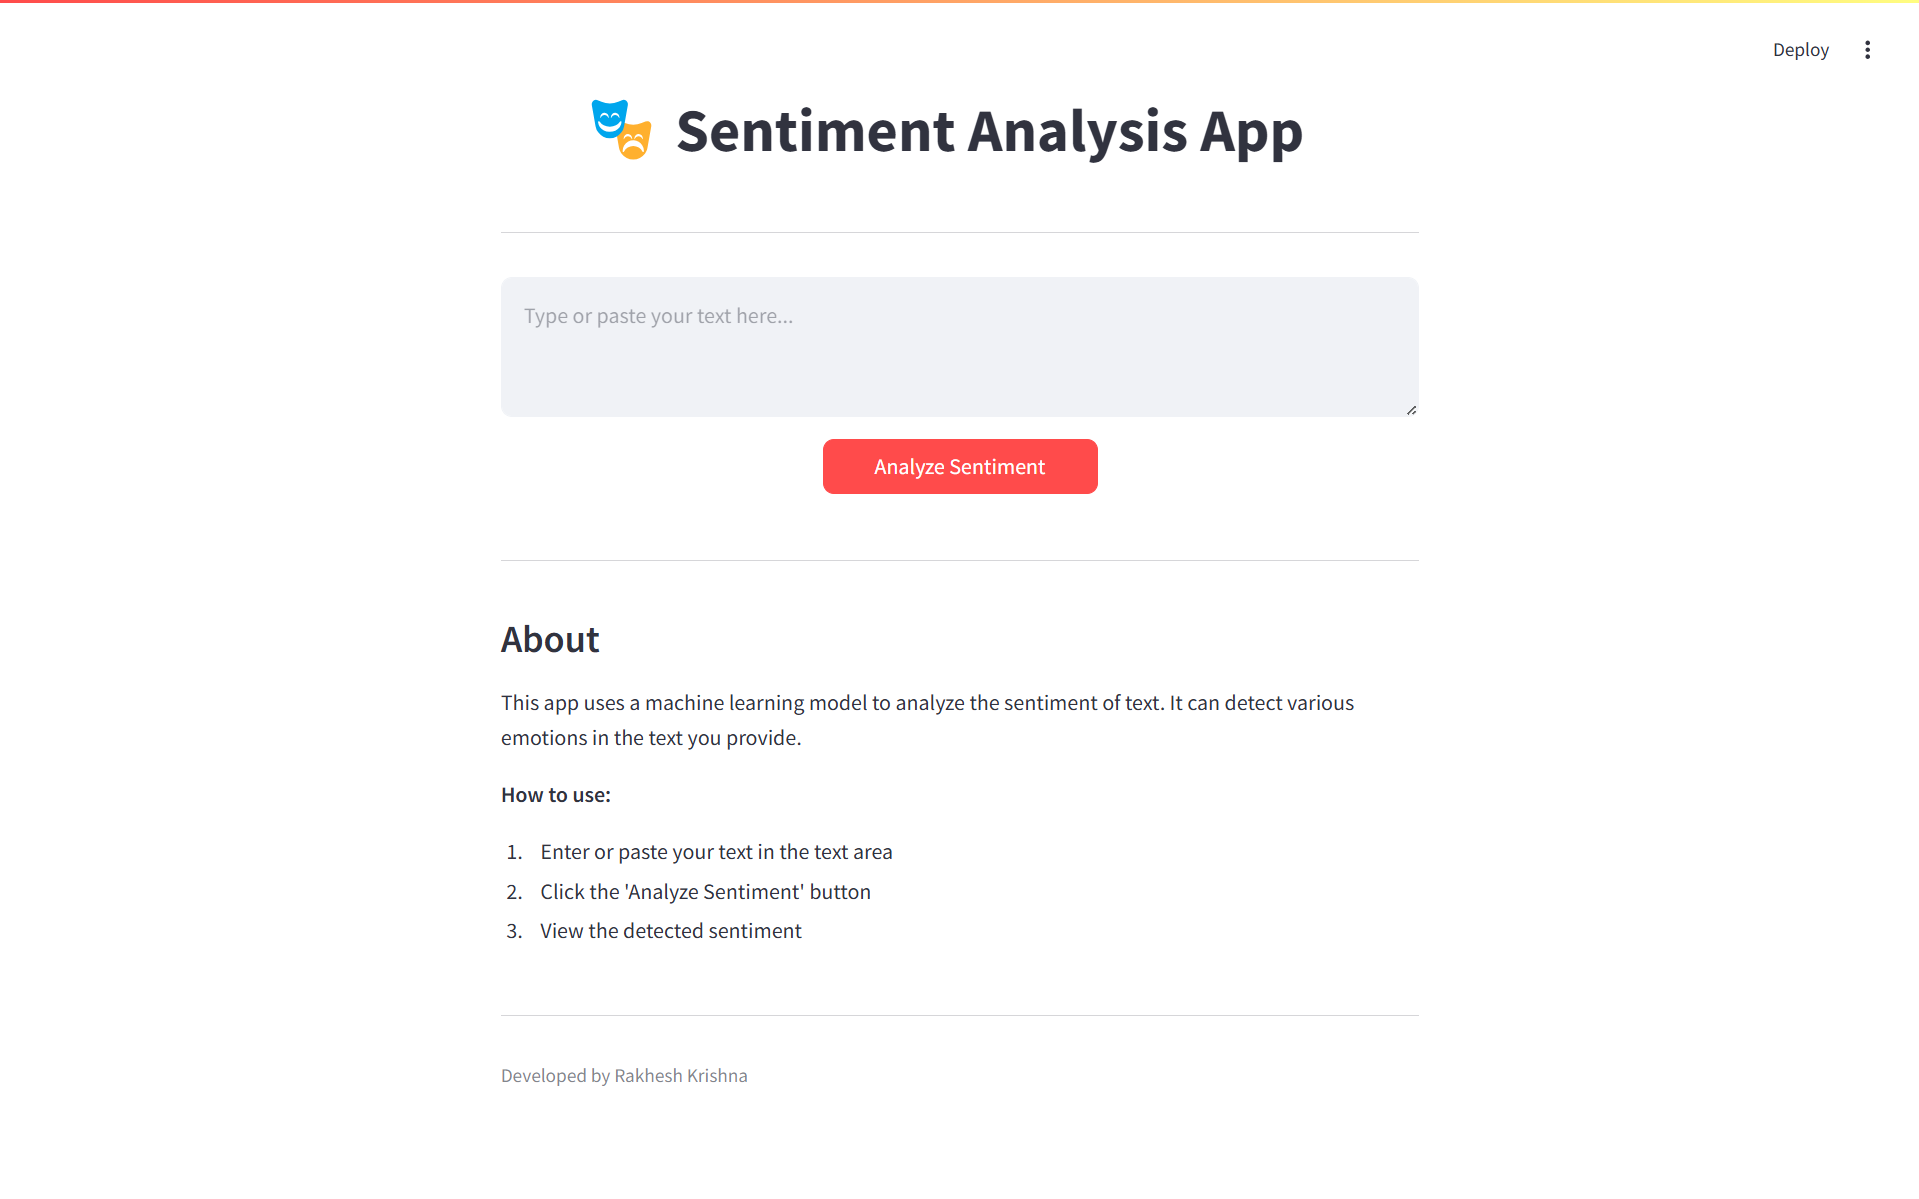 Deploy
Sentiment Analysis App
Type or paste your text here...
Analyze Sentiment
About
This app uses a machine learning model to analyze the sentiment of text. It can detect various
emotions in the text you provide.
How to use:
1. Enter or paste your text in the text area
2. Click the 'Analyze Sentiment' button
3. View the detected sentiment
Developed by Rakhesh Krishna